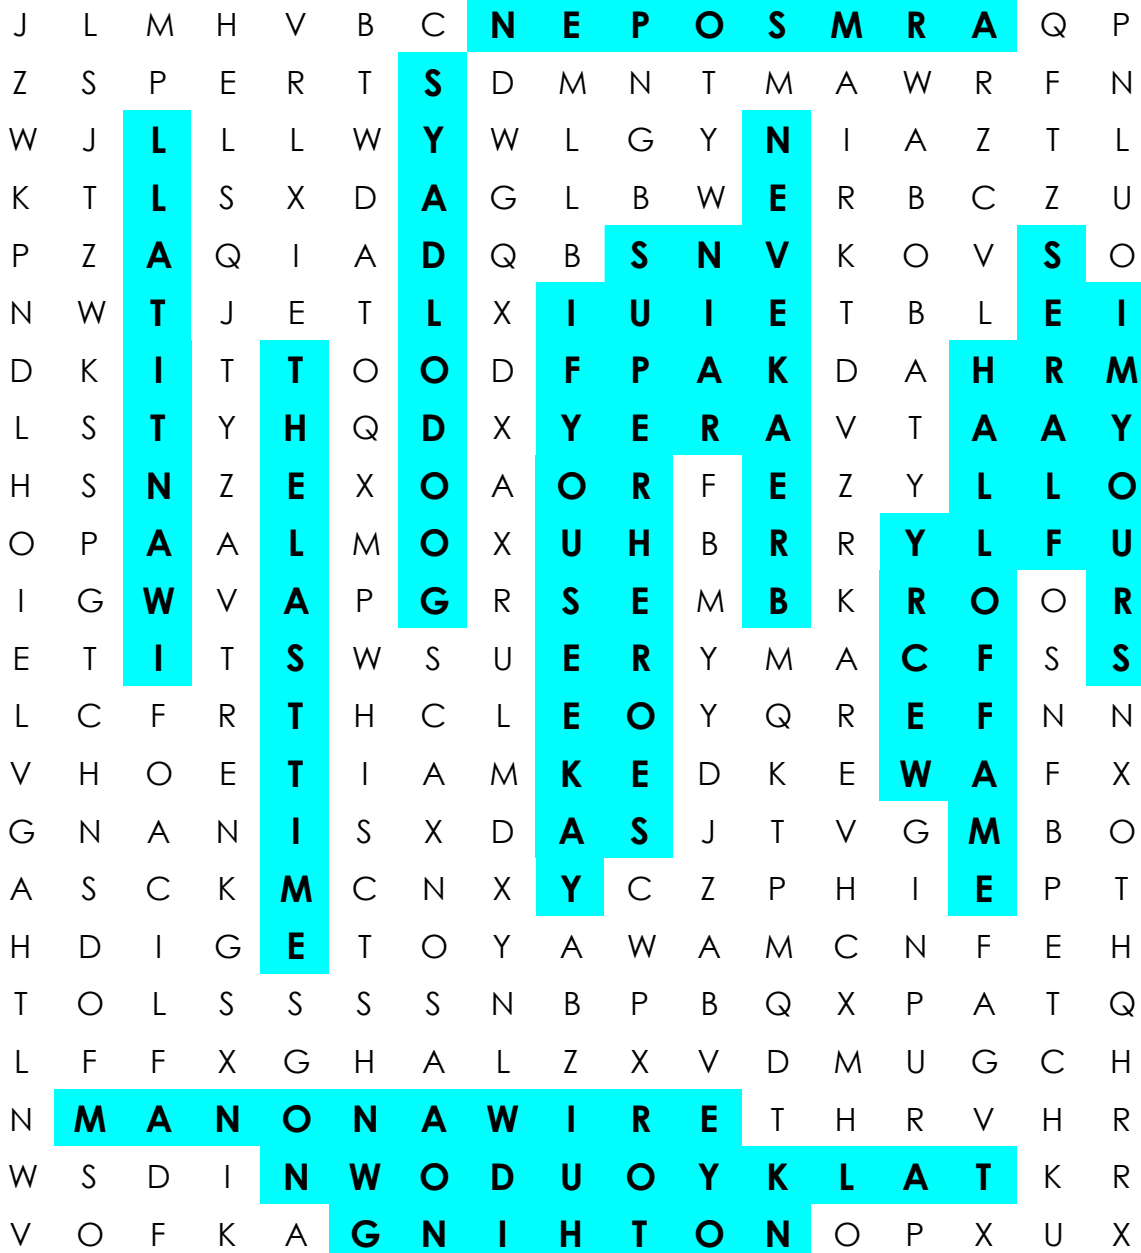 J L M H V B C N E P O S M R A Q P
Z S P E R T S D M N T M A W R F N
W J L L L W Y W L G Y N I A Z T L
K T L S X D A G L B W E R B C Z U
P Z A Q I A D Q B S N V K O V S O
N W T J E T L X I U I E T B L E I
D K I T T O O D F P A K D A H R M
L S T Y H Q D X Y E R A V T A A Y
H S N Z E X O A O R F E Z Y L L O
O P A A L M O X U H B R R Y L F U
I G W V A P G R S E M B K R O O R
E T I T S W S U E R Y M A C F S S
L C F R T H C L E O Y Q R E F N N
V H O E T I A M K E D K E W A F X
G N A N I S X D A S J T V G M B O
A S C K M C N X Y C Z P H I E P T
H D I G E T O Y A W A M C N F E H
T O L S S S S N B P B Q X P A T Q
L F F X G H A L Z X V D M U G C H
N M A N O N A W I R E T H R V H R
W S D I N W O D U O Y K L A T K R
V O F K A G N I H T O N O P X U X